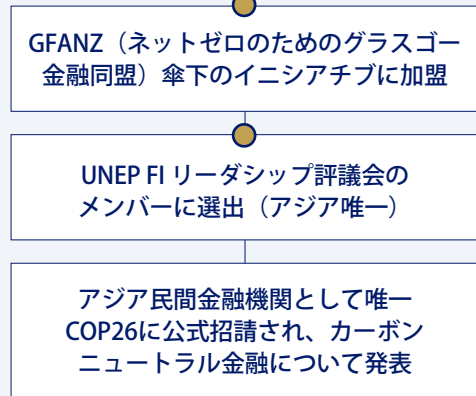 GFANZ（ネットゼロのためのグラスゴー
金融同盟）傘下のイニシアチブに加盟
UNEP FI リーダシップ評議会の
メンバーに選出（アジア唯一）
アジア民間金融機関として唯一
COP26に公式招請され、カーボン
ニュートラル金融について発表